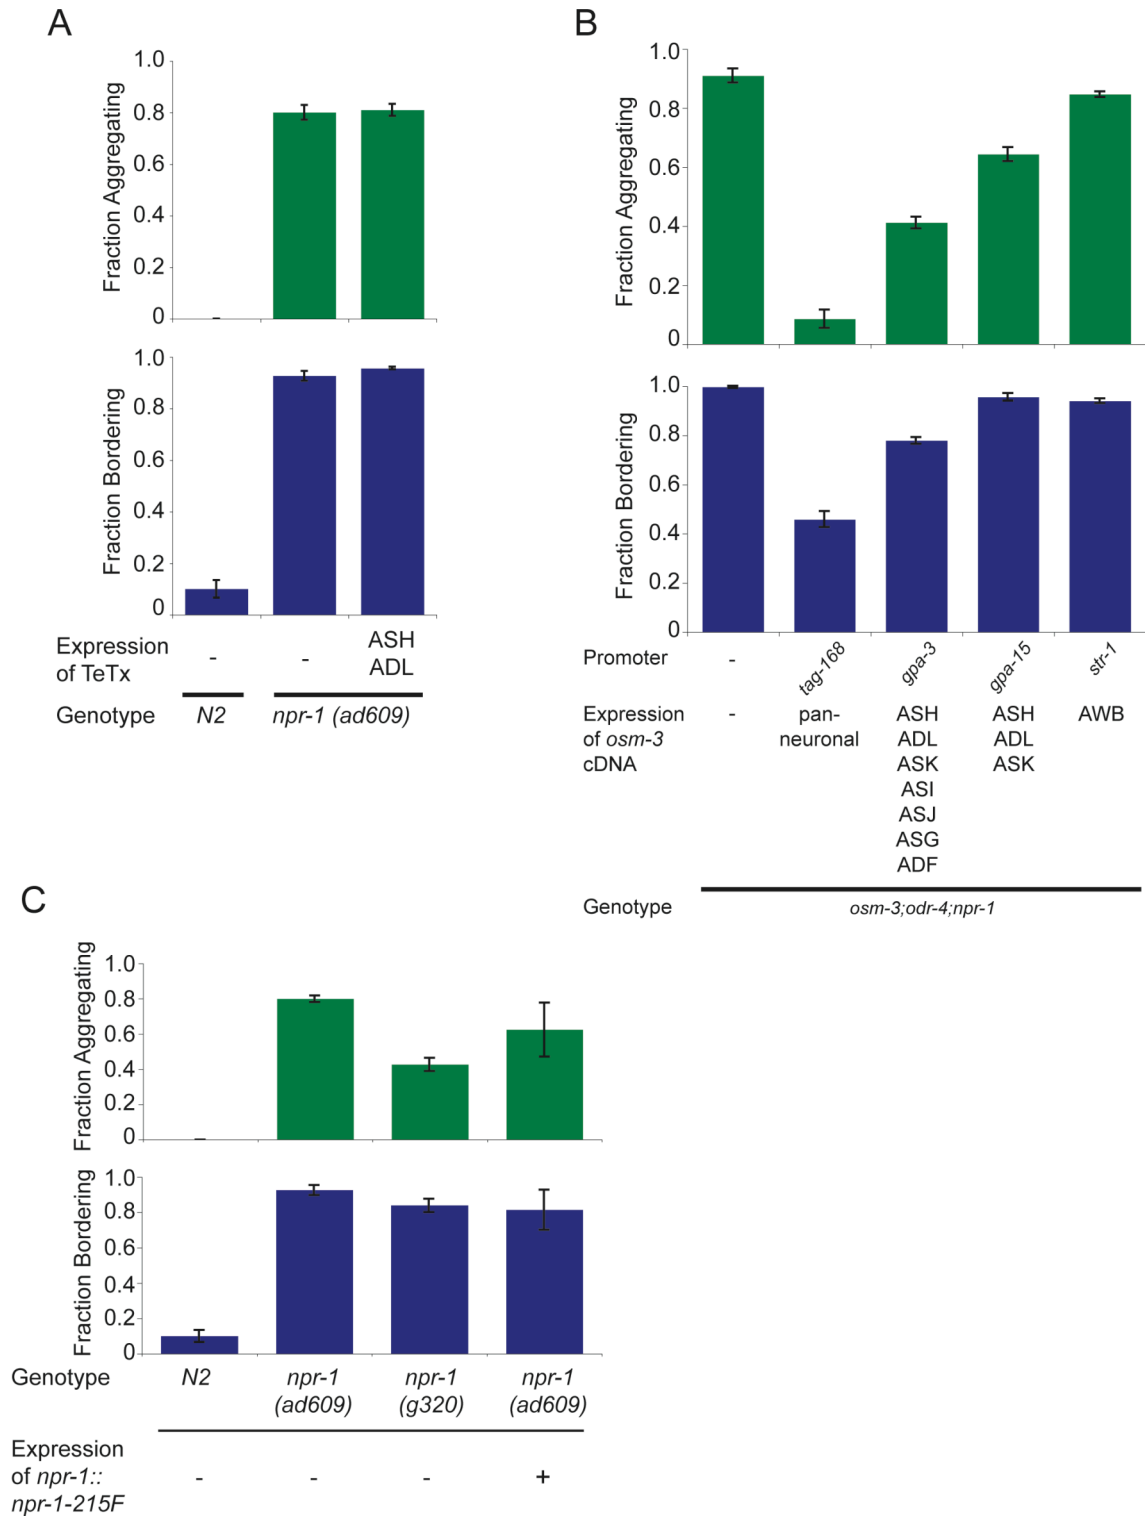 A
1.0
0.8
0.6
0.4
0.2
0
Fraction Aggregating
1.0
0.8
0.6
0.4
0.2
0
Fraction Bordering
Expression
of TeTx
-
-
ASH
ADL
Genotype
N2
npr-1 (ad609)
B
1.0
0.8
0.6
0.4
0.2
0
Fraction Aggregating
1.0
0.8
0.6
0.4
0.2
0
Fraction Bordering
Promoter
-
tag-168
gpa-3
gpa-15
str-1
Expression
of osm-3
cDNA
-
pan-
neuronal
ASH
ADL
ASK
ASI
ASJ
ASG
ADF
ASH
ADL
ASK
AWB
Genotype
osm-3;odr-4;npr-1
C
1.0
0.8
0.6
0.4
0.2
0
Fraction Aggregating
1.0
0.8
0.6
0.4
0.2
0
Fraction Bordering
Genotype
N2
npr-1
(ad609)
npr-1
(g320)
npr-1
(ad609)
Expression
of npr-1::
npr-1-215F
-
-
-
+